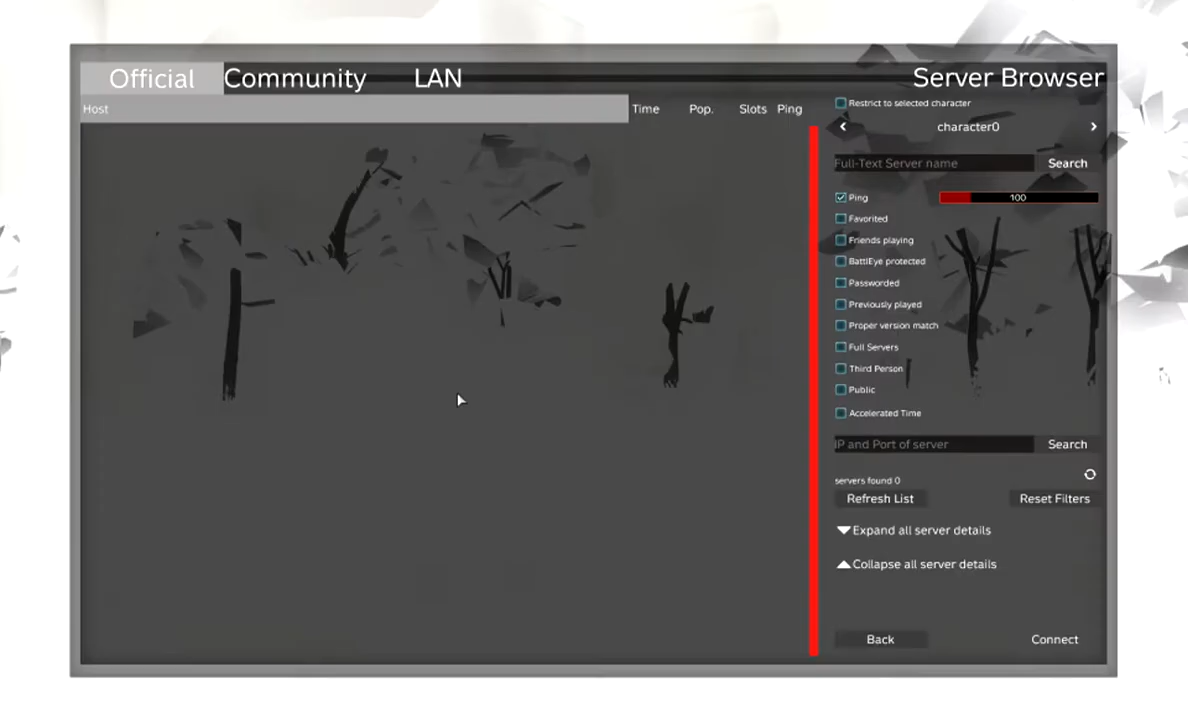 Official Community LAN Server Browser
Host Time Pop. Slots Ping
Restrict to selected character
character0
Full-Text Server name Search
Ping 100
Favorited
Friends playing
BattlEye protected
Passworded
Previously played
Proper version match
Full Servers
Third Person
Public
Accelerated Time
IP and Port of server Search
servers found 0
Refresh List Reset Filters
Expand all server details
Collapse all server details
Back Connect